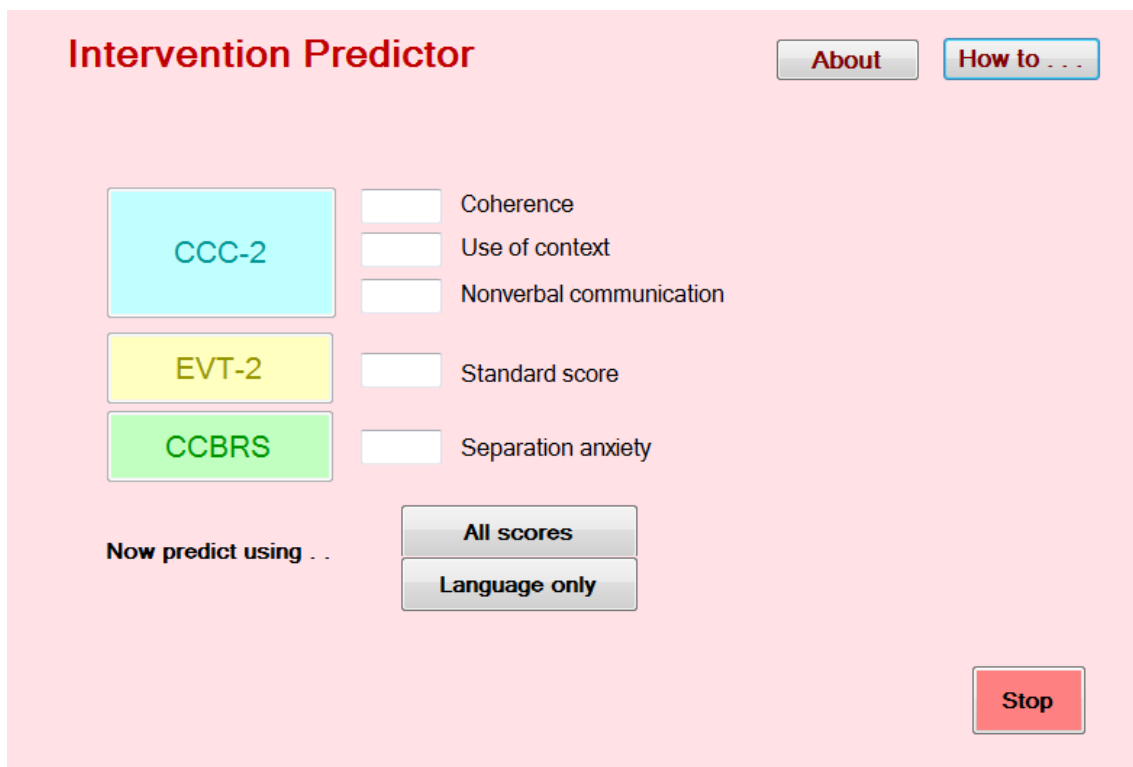 Intervention Predictor
About
How to . . .
CCC-2
Coherence
Use of context
Nonverbal communication
EVT-2
Standard score
CCBRS
Separation anxiety
Now predict using . .
All scores
Language only
Stop